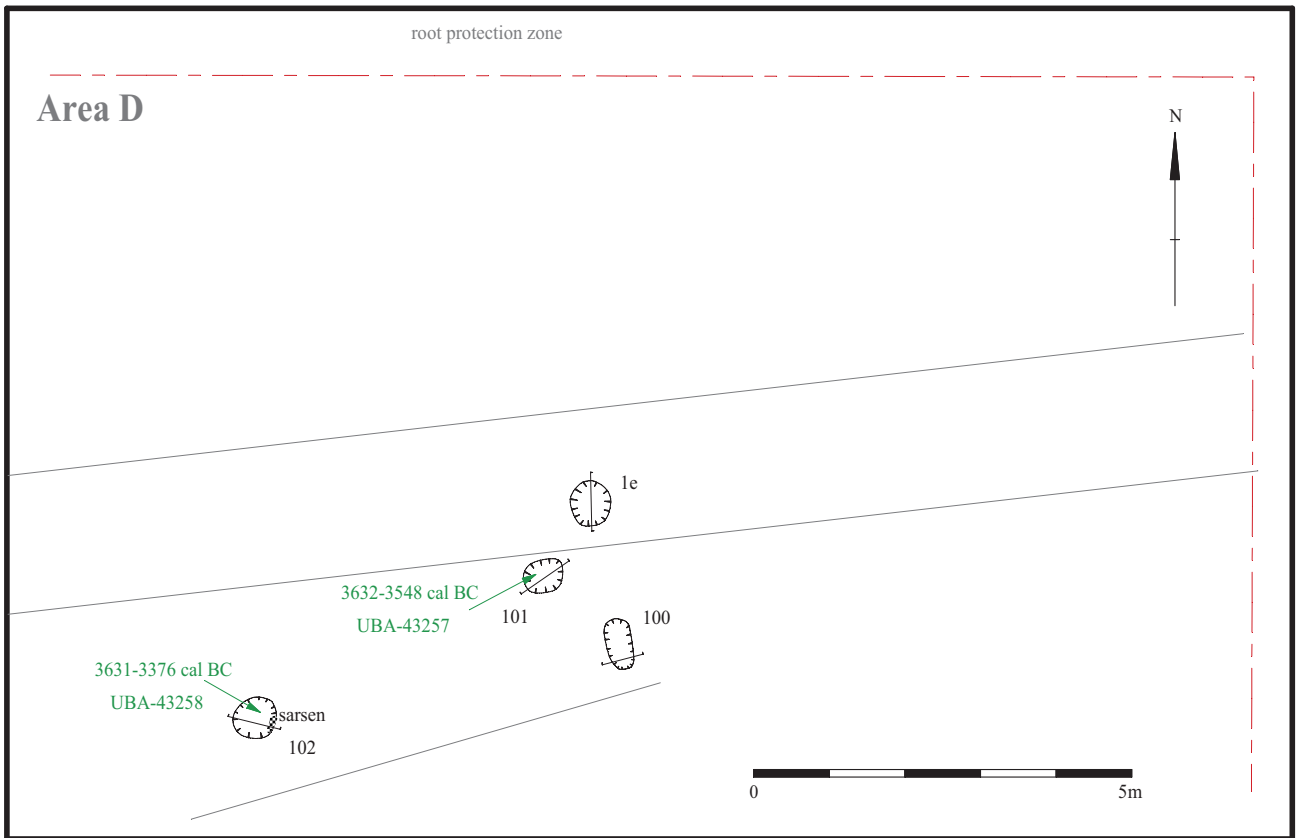 root protection zone
Area D
N
1e
3632-3548 cal BC
UBA-43257
101
100
3631-3376 cal BC
UBA-43258
sarsen
102
0
5m